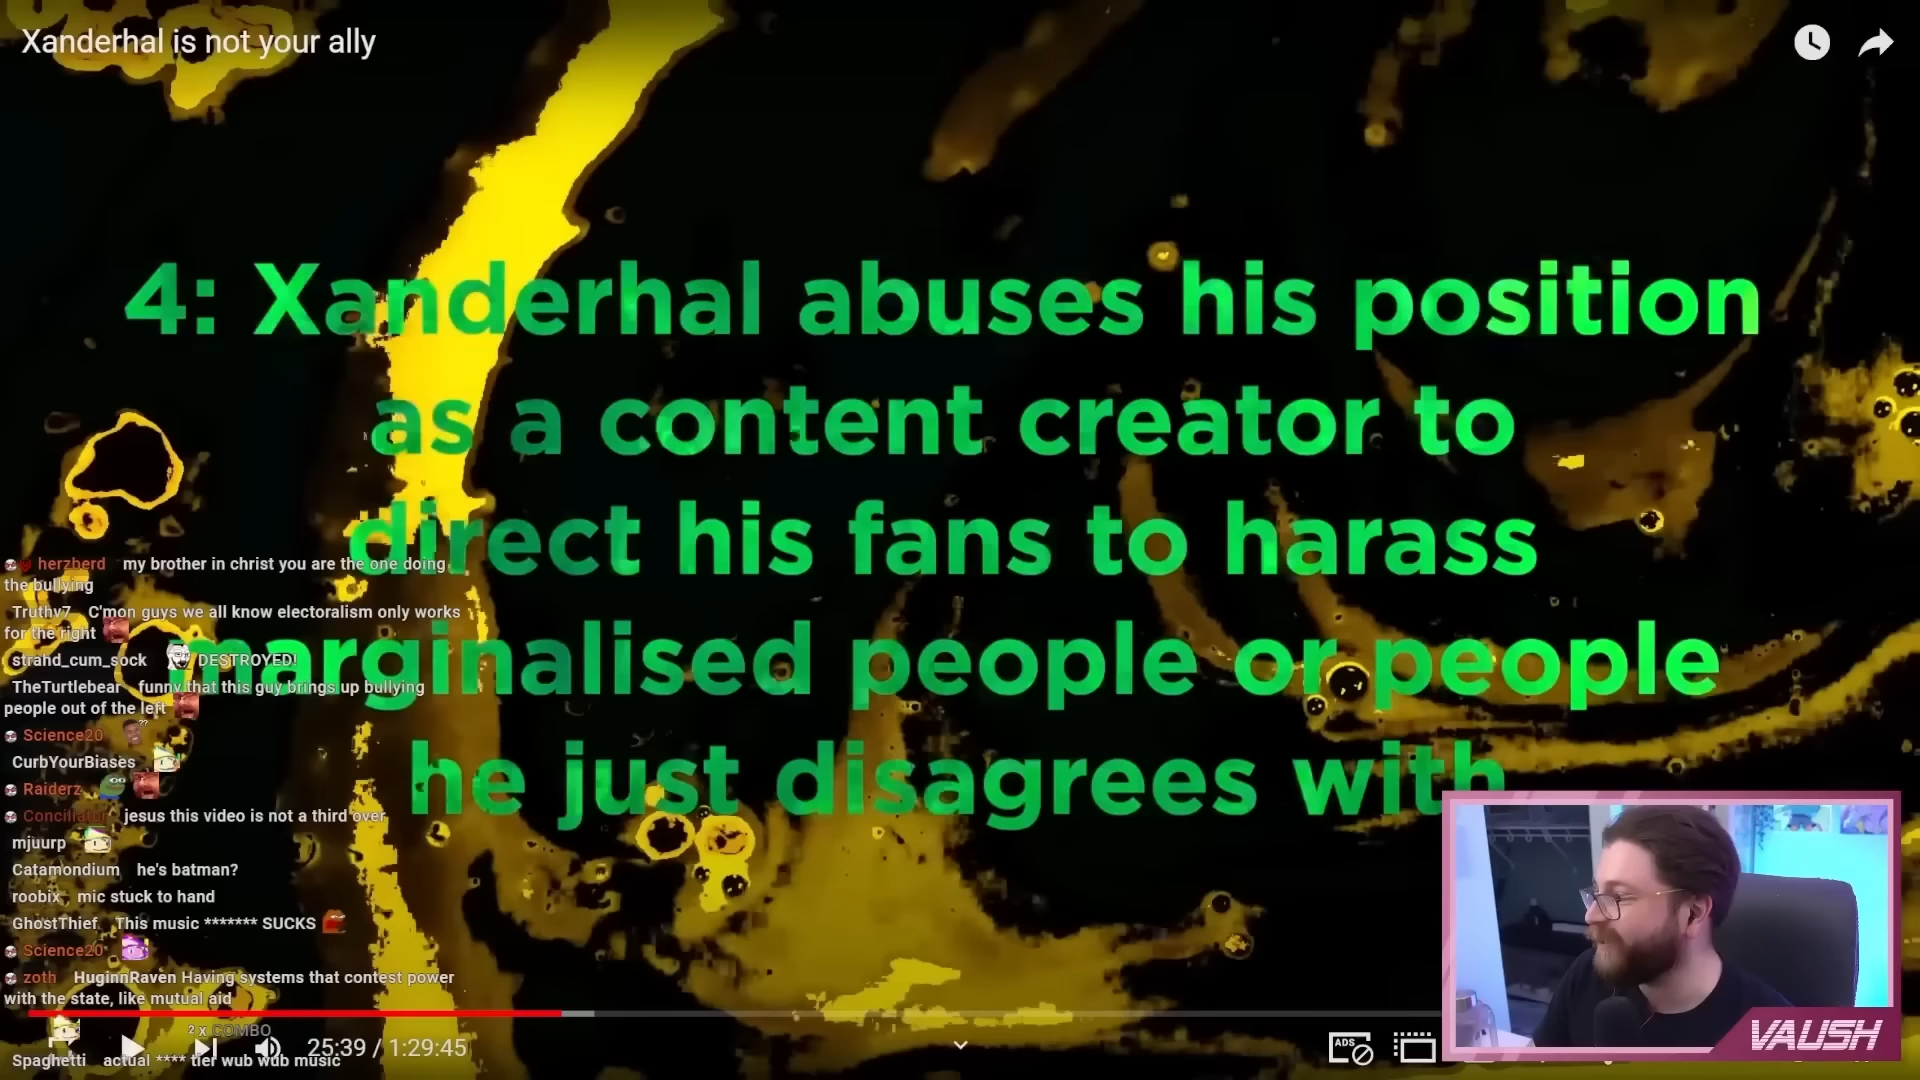 Xanderhal is not your ally
4: Xanderhal abuses his position
as a content creator to
direct his fans to harass
marginalised people or people
he just disagrees with
herzberd my brother in christ you are the one doing
the bullying
Truthy7 C'mon guys we all know electoralism only works
for the right
strahd_cum_sock DESTROYED!
TheTurtlebear funny that this guy brings up bullying
people out of the left
Science20 ??
CurbYourBiases
Raiderz
Conciliator jesus this video is not a third over
mjuurp
Catamondium he's batman?
roobix mic stuck to hand
GhostThief This music ******* SUCKS
Science20
zoth HuginnRaven Having systems that contest power
with the state, like mutual aid
2 x COMBO
Spaghetti actual **** tier wub wub music
25:39 / 1:29:45
ADS
VAUSH